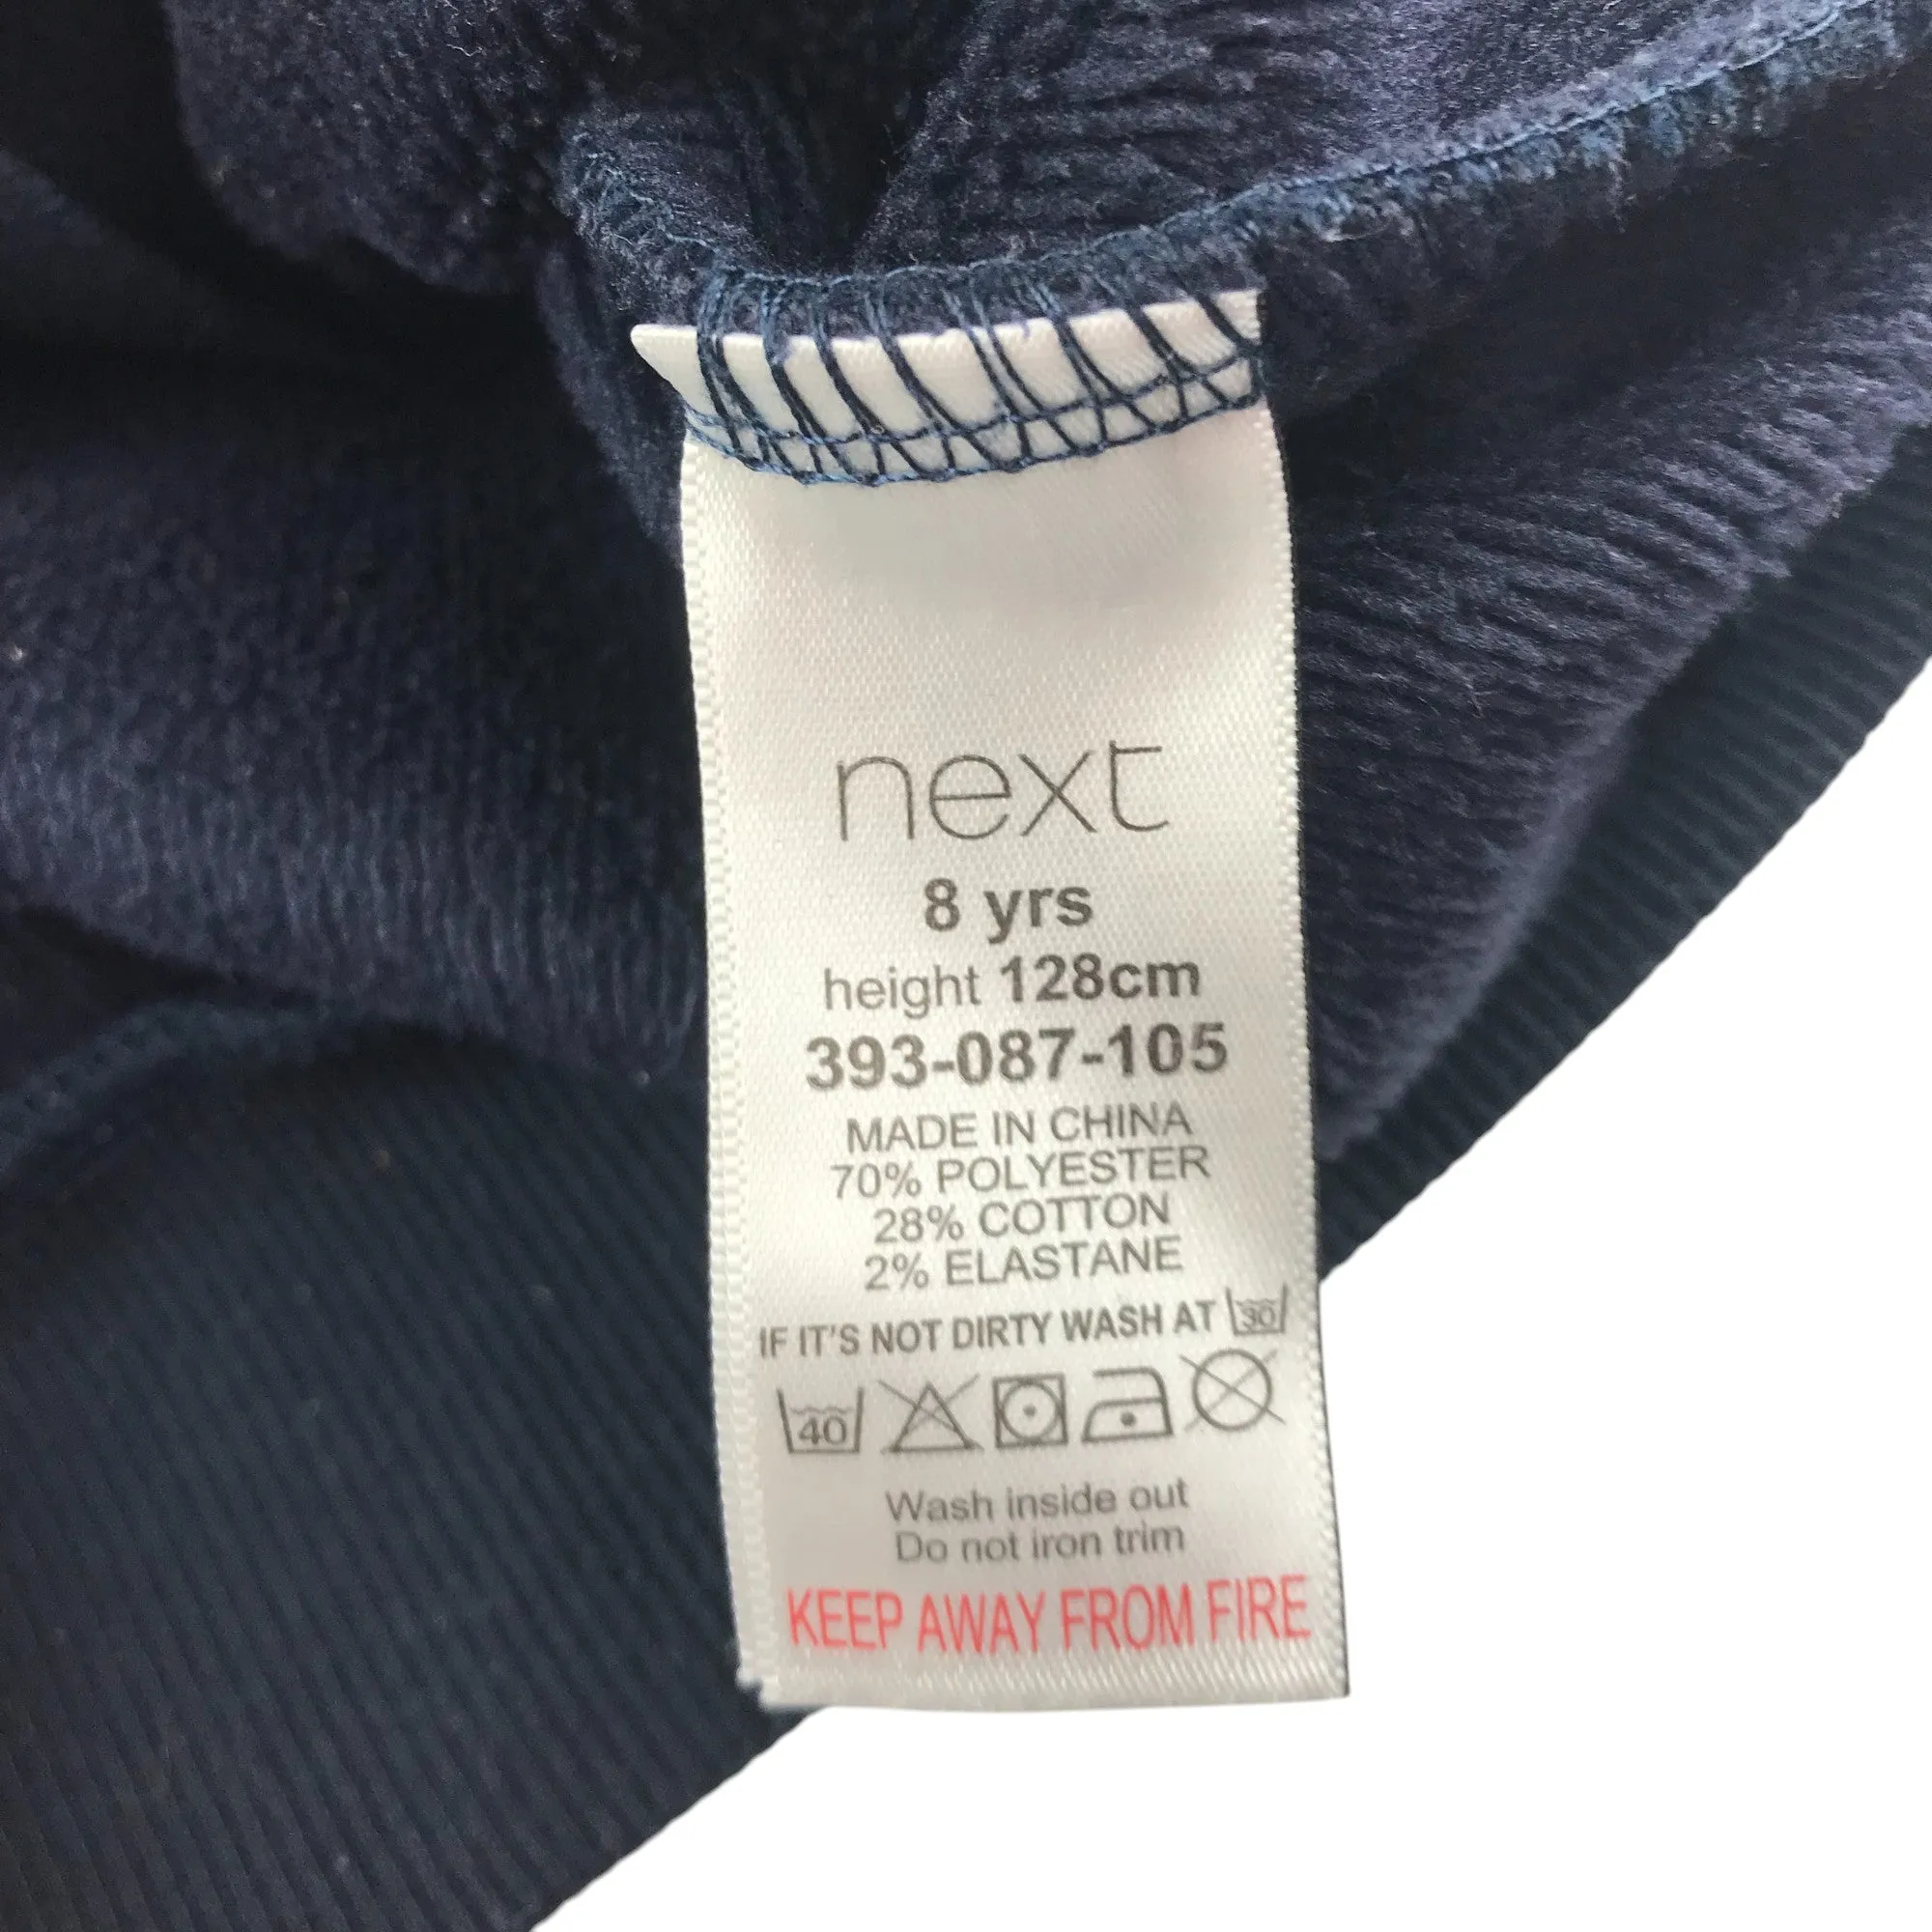 next
8 yrs
height 128cm
393-087-105
MADE IN CHINA
70% POLYESTER
28% COTTON
2% ELASTANE
IF IT'S NOT DIRTY WASH AT 30
40
Wash inside out
Do not iron trim
KEEP AWAY FROM FIRE